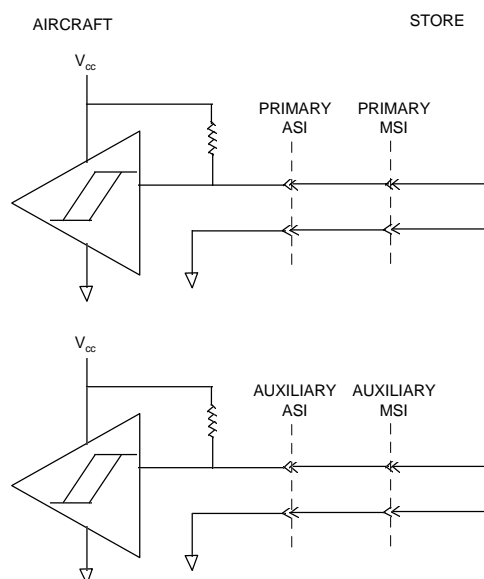 AIRCRAFT
STORE
Vcc
PRIMARY
ASI
PRIMARY
MSI
Vcc
AUXILIARY
ASI
AUXILIARY
MSI